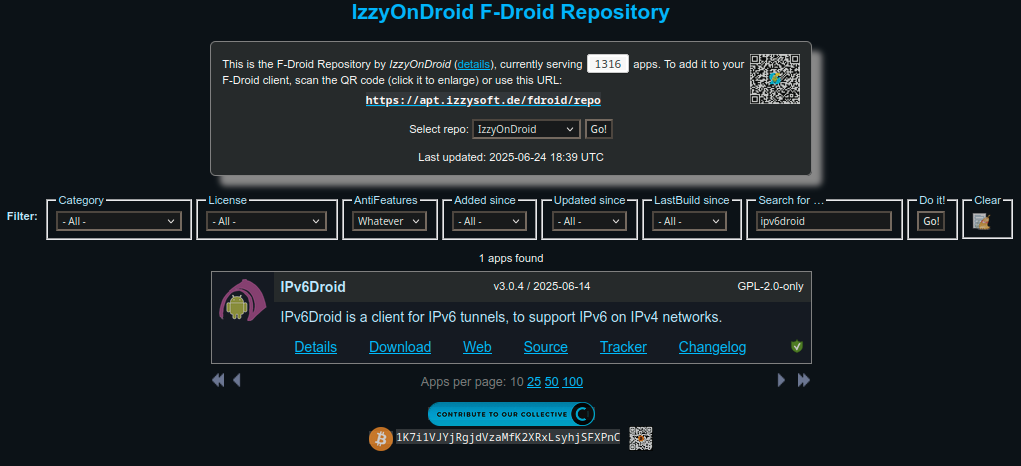 IzzyOnDroid F-Droid Repository
This is the F-Droid Repository by IzzyOnDroid (details), currently serving 1316 apps. To add it to your
F-Droid client, scan the QR code (click it to enlarge) or use this URL:
https://apt.izzysoft.de/fdroid/repo
Select repo: IzzyOnDroid Go!
Last updated: 2025-06-24 18:39 UTC
Category License AntiFeatures Added since Updated since LastBuild since Search for ... Do it! Clear
Filter: - All - - All - Whatever - All - - All - - All - ipv6droid Go!
1 apps found
IPv6Droid v3.0.4 / 2025-06-14 GPL-2.0-only
IPv6Droid is a client for IPv6 tunnels, to support IPv6 on IPv4 networks.
Details Download Web Source Tracker Changelog
Apps per page: 10 25 50 100
CONTRIBUTE TO OUR COLLECTIVE
1K7i1VJYjRgjdVzaMfK2XRxLsyhjSFXPnC